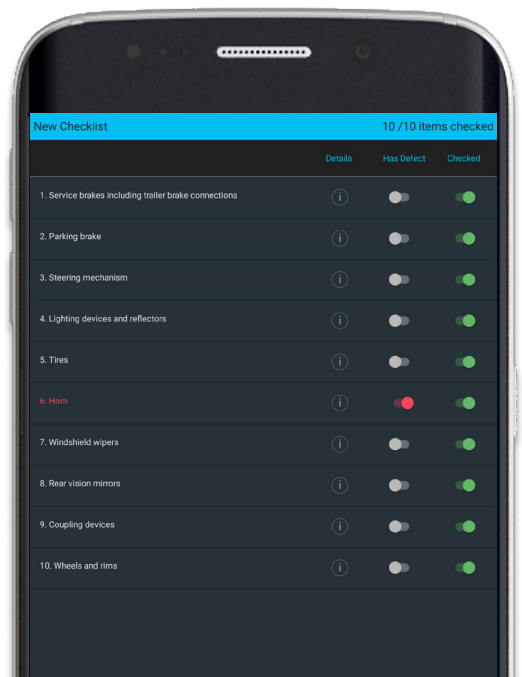 New Checklist 10 /10 items checked
Details Has Defect Checked
1. Service brakes including trailer brake connections i
2. Parking brake i
3. Steering mechanism i
4. Lighting devices and reflectors i
5. Tires i
6. Horn i
7. Windshield wipers i
8. Rear vision mirrors i
9. Coupling devices i
10. Wheels and rims i